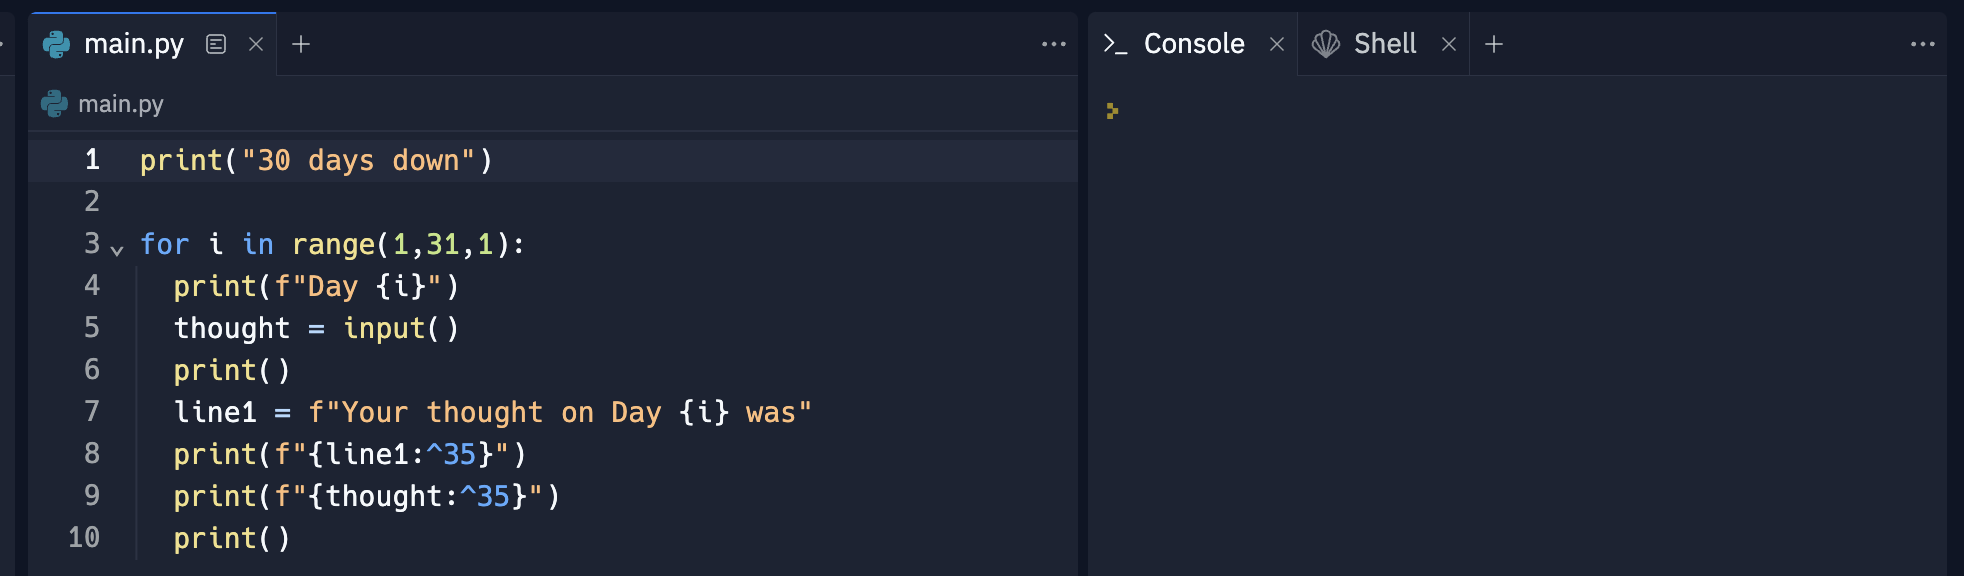 main.py
Console
Shell
main.py
1 print("30 days down")
2
3 for i in range(1,31,1):
4   print(f"Day {i}")
5   thought = input()
6   print()
7   line1 = f"Your thought on Day {i} was"
8   print(f"{line1:^35}")
9   print(f"{thought:^35}")
10   print()